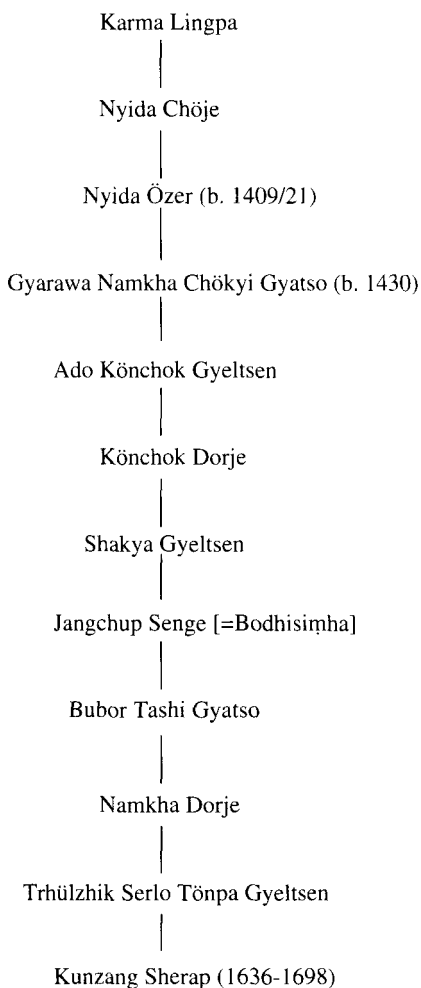 Karma Lingpa
Nyida Chöje
Nyida Özer (b. 1409/21)
Gyarawa Namkha Chökyi Gyatso (b. 1430)
Ado Könchok Gyeltsen
Könchok Dorje
Shakya Gyeltsen
Jangchup Senge [=Bodhisiṃha]
Bubor Tashi Gyatso
Namkha Dorje
Trhülzhik Serlo Tönpa Gyeltsen
Kunzang Sherap (1636-1698)